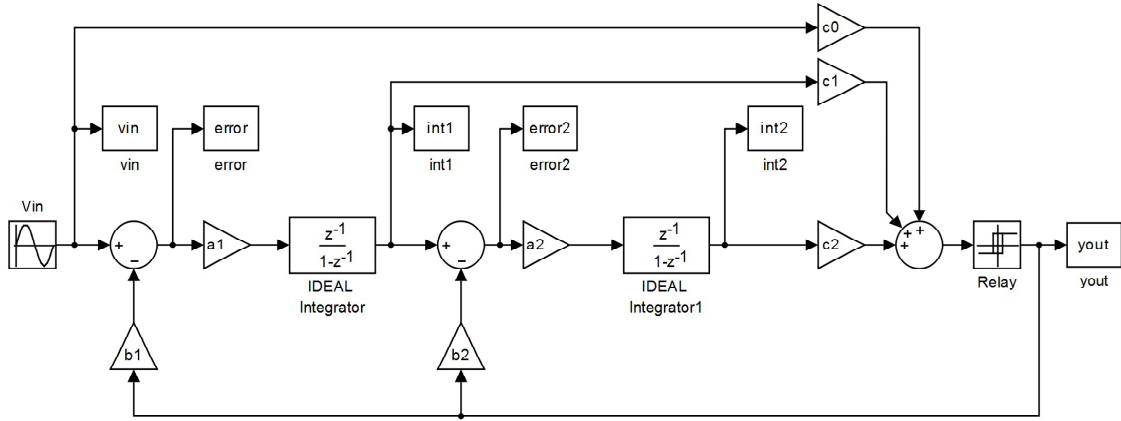 c0
c1
vin
error
int1
error2
int2
vin
error
int1
error2
int2
Vin
+
−
a1
z-1
1-z-1
+
−
a2
z-1
1-z-1
c2
+
+
+
yout
IDEAL
Integrator
IDEAL
Integrator1
Relay
yout
b1
b2